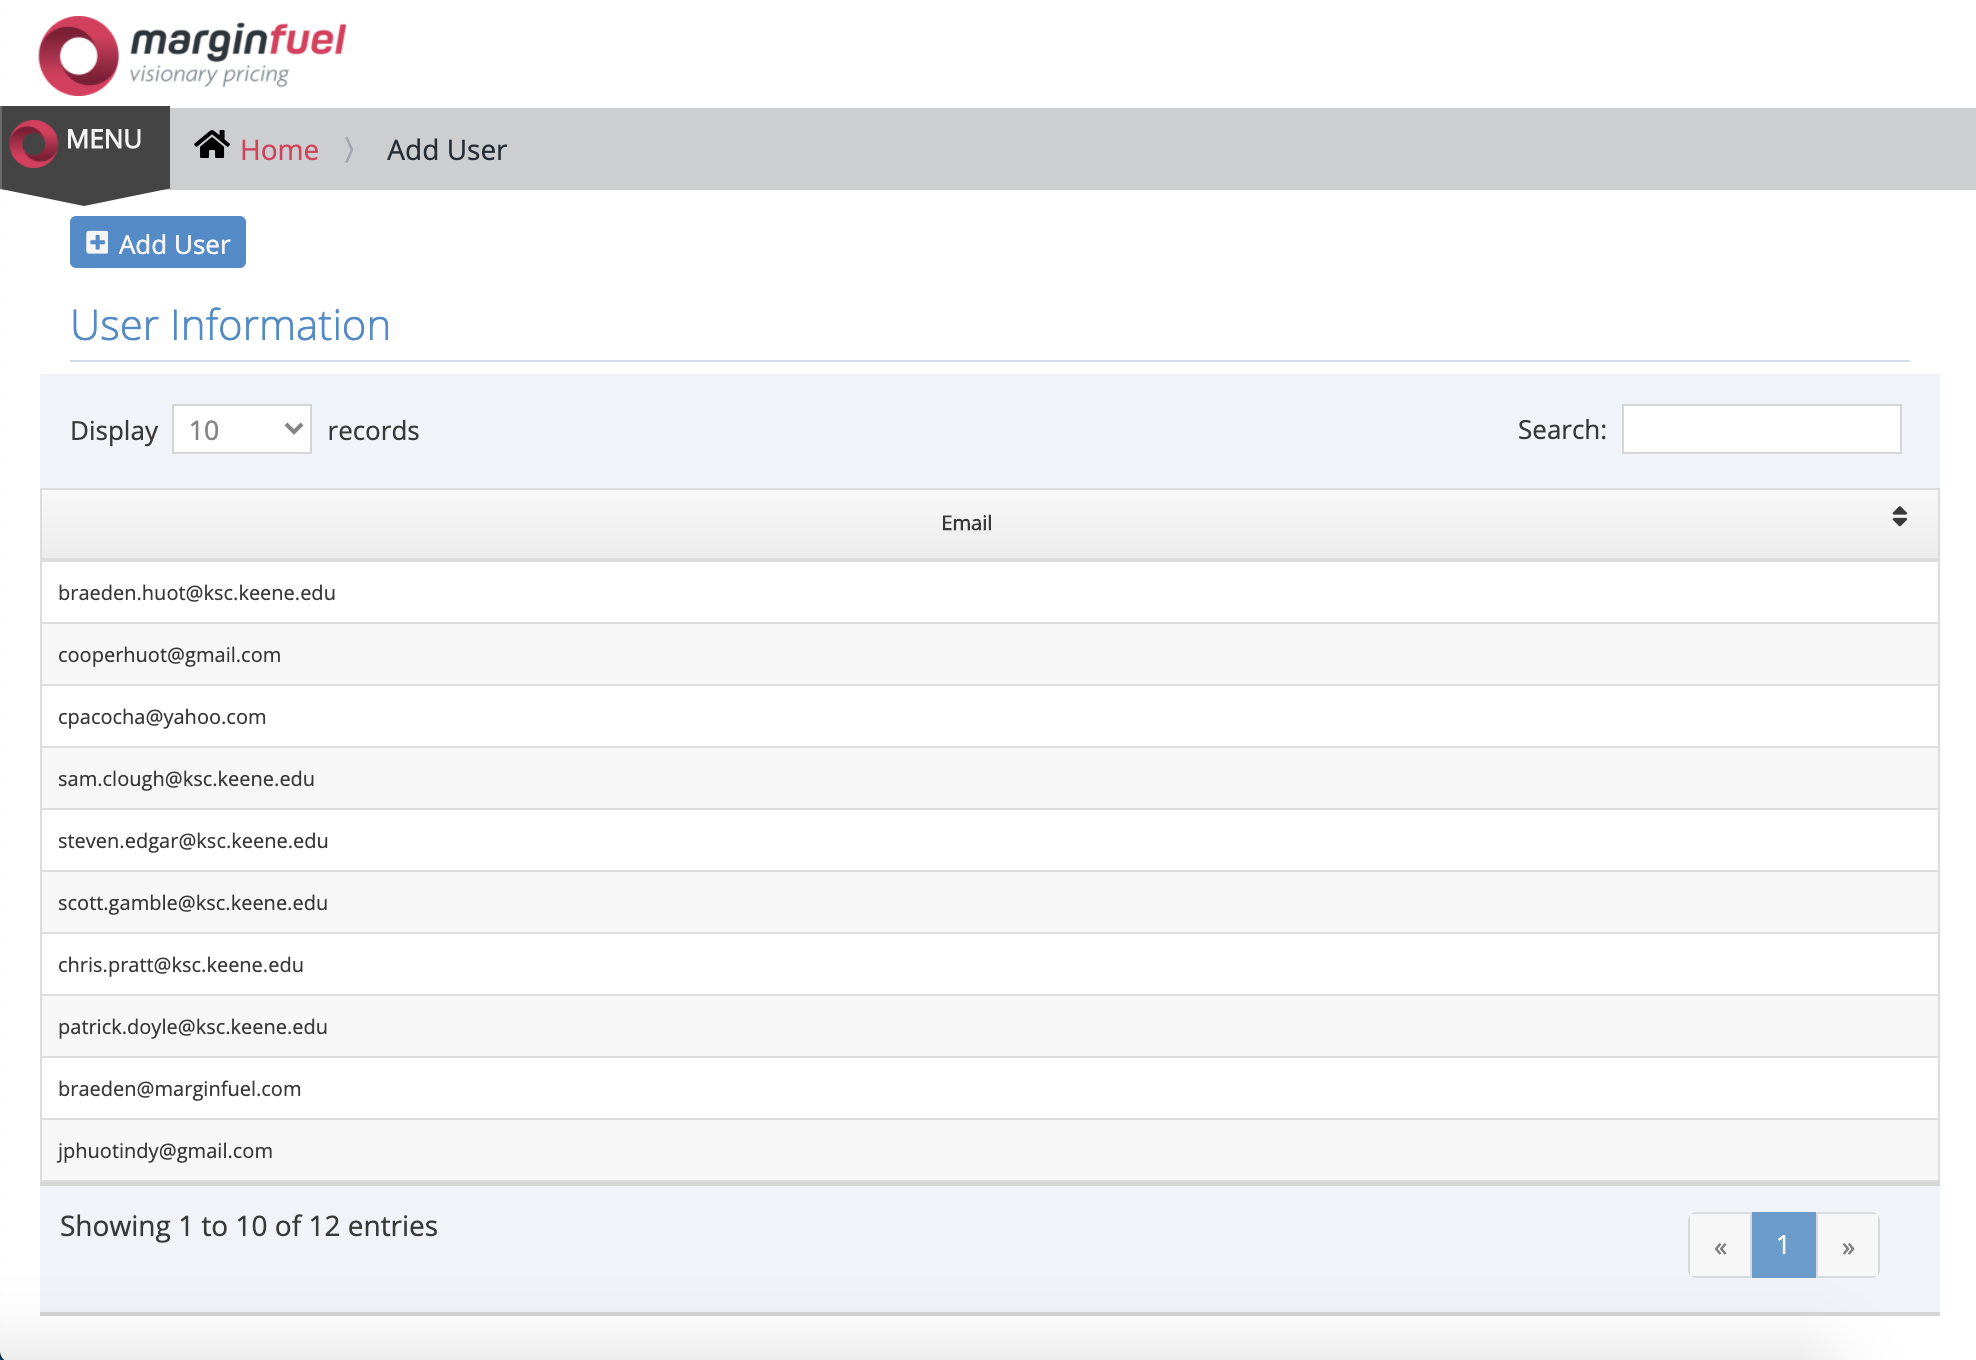 marginfuel
visionary pricing
MENU
Home 〉 Add User
Add User
User Information
Display 10 records
Search:
Email
braeden.huot@ksc.keene.edu
cooperhuot@gmail.com
cpacocha@yahoo.com
sam.clough@ksc.keene.edu
steven.edgar@ksc.keene.edu
scott.gamble@ksc.keene.edu
chris.pratt@ksc.keene.edu
patrick.doyle@ksc.keene.edu
braeden@marginfuel.com
jphuotindy@gmail.com
Showing 1 to 10 of 12 entries
« 1 »